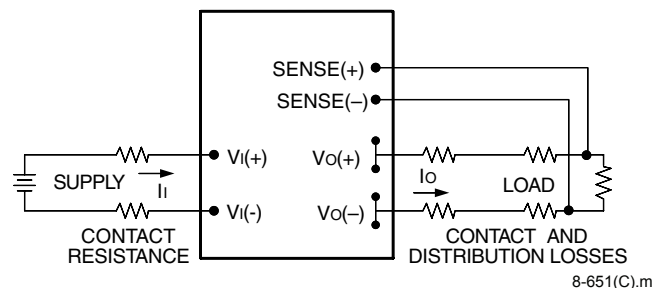 SENSE(+)
SENSE(–)
SUPPLY
II
VI(+)
VI(-)
CONTACT
RESISTANCE
VO(+)
VO(–)
IO
LOAD
CONTACT AND
DISTRIBUTION LOSSES
8-651(C).m